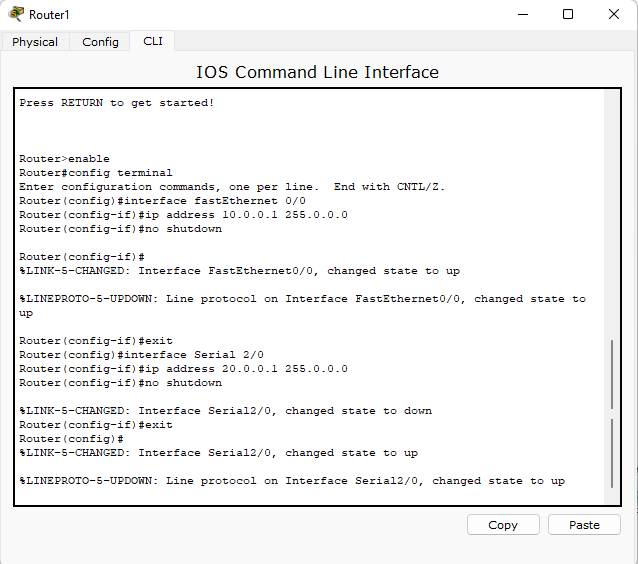 Router1
Physical Config CLI
IOS Command Line Interface
Press RETURN to get started!
Router>enable
Router#config terminal
Enter configuration commands, one per line.  End with CNTL/Z.
Router(config)#interface fastEthernet 0/0
Router(config-if)#ip address 10.0.0.1 255.0.0.0
Router(config-if)#no shutdown
Router(config-if)#
%LINK-5-CHANGED: Interface FastEthernet0/0, changed state to up
%LINEPROTO-5-UPDOWN: Line protocol on Interface FastEthernet0/0, changed state to
up
Router(config-if)#exit
Router(config)#interface Serial 2/0
Router(config-if)#ip address 20.0.0.1 255.0.0.0
Router(config-if)#no shutdown
%LINK-5-CHANGED: Interface Serial2/0, changed state to down
Router(config-if)#exit
Router(config)#
%LINK-5-CHANGED: Interface Serial2/0, changed state to up
%LINEPROTO-5-UPDOWN: Line protocol on Interface Serial2/0, changed state to up
Copy Paste